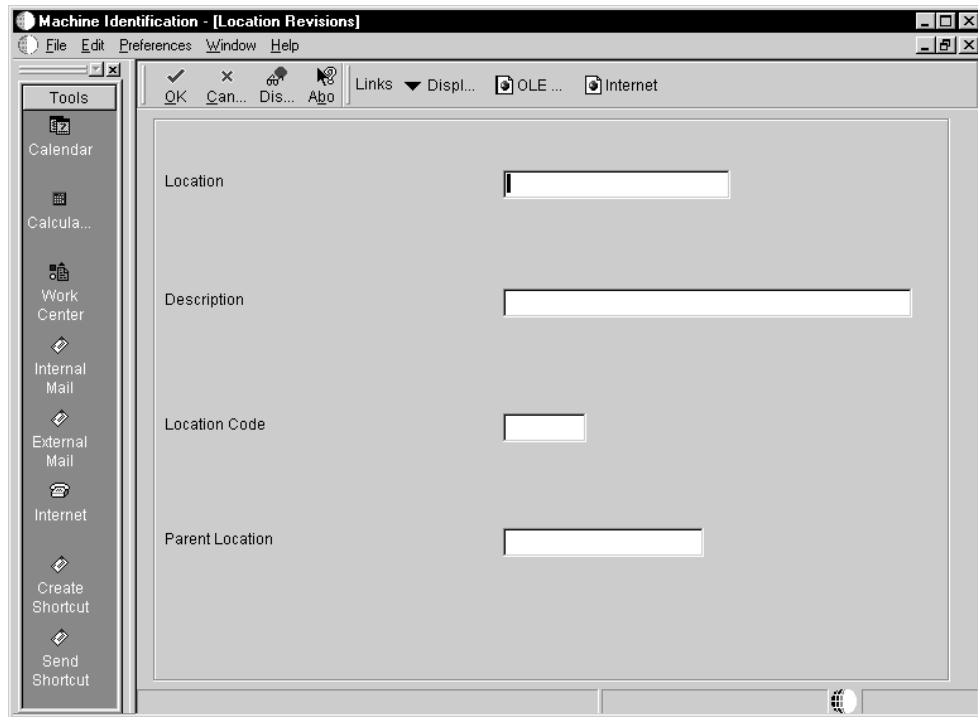 Machine Identification - [Location Revisions]
File Edit Preferences Window Help
Tools
Calendar
Calcula...
Work
Center
Internal
Mail
External
Mail
Internet
Create
Shortcut
Send
Shortcut
OK Can... Dis... Abo Links Displ... OLE ... Internet
Location
Description
Location Code
Parent Location